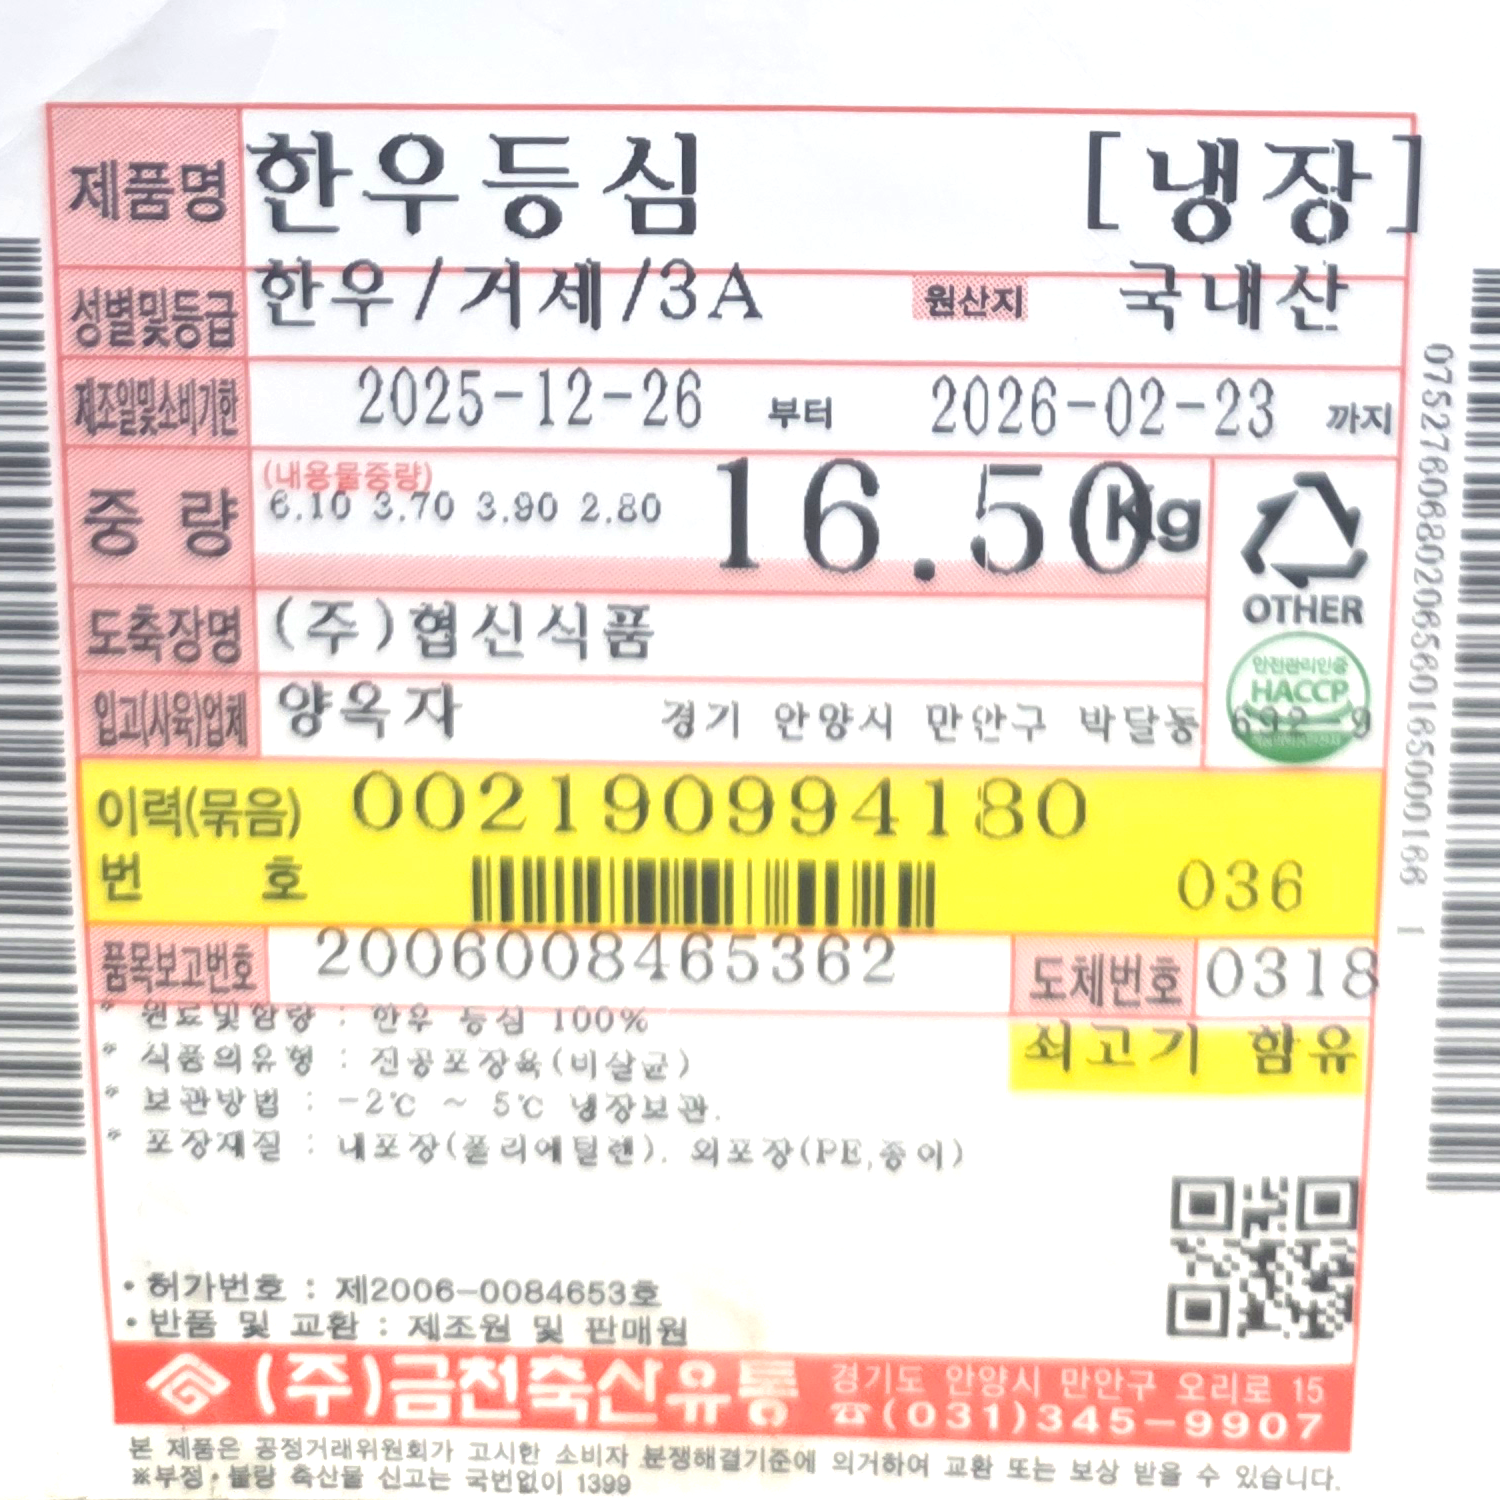 제품명 한우등심 [냉장]
성별및등급 한우/거세/3A 원산지 국내산
제조일및소비기한 2025-12-26 부터 2026-02-23 까지
(내용물중량)
중 량 6.10 3.70 3.90 2.80 16.50Kg
OTHER
도축장명 (주)협신식품
안전관리인증
HACCP
입고(사육)업체 양옥자 경기 안양시 만안구 박달동 692-9
이력(묶음) 002190994180
번 호 036
품목보고번호 2006008465362 도체번호 0318
* 원료및함량 : 한우 등심 100%
쇠고기 함유
* 식품의유형 : 진공포장육(비살균)
* 보관방법 : -2℃ ~ 5℃ 냉장보관.
* 포장재질 : 내포장(폴리에틸렌). 외포장(PE,종이)
• 허가번호 : 제2006-0084653호
• 반품 및 교환 : 제조원 및 판매원
(주)금천축산유통 경기도 안양시 만안구 오리로 15
☎(031)345-9907
본 제품은 공정거래위원회가 고시한 소비자 분쟁해결기준에 의거하여 교환 또는 보상 받을 수 있습니다.
※부정·불량 축산물 신고는 국번없이 1399